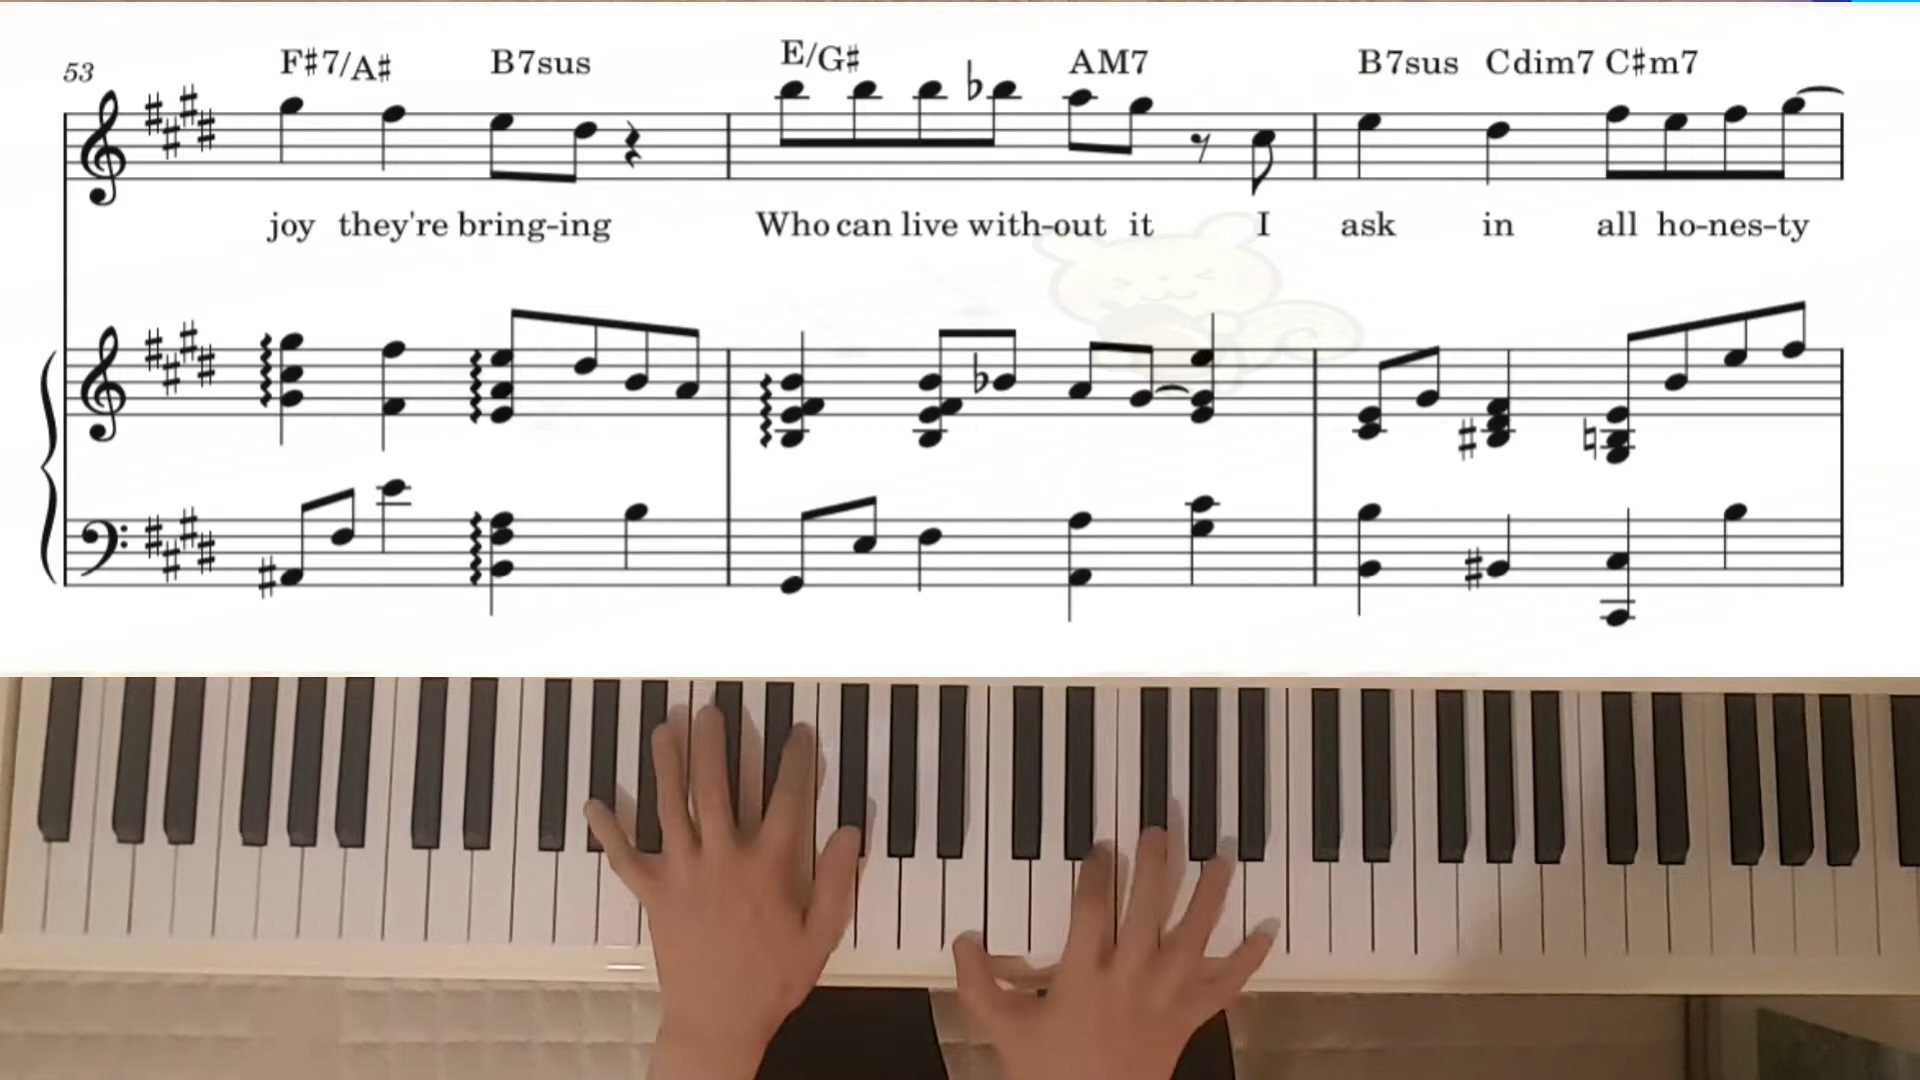 53 F♯7/A♯ B7sus E/G♯ AM7 B7sus Cdim7 C♯m7
joy they're bring-ing Who can live with-out it I ask in all ho-nes-ty